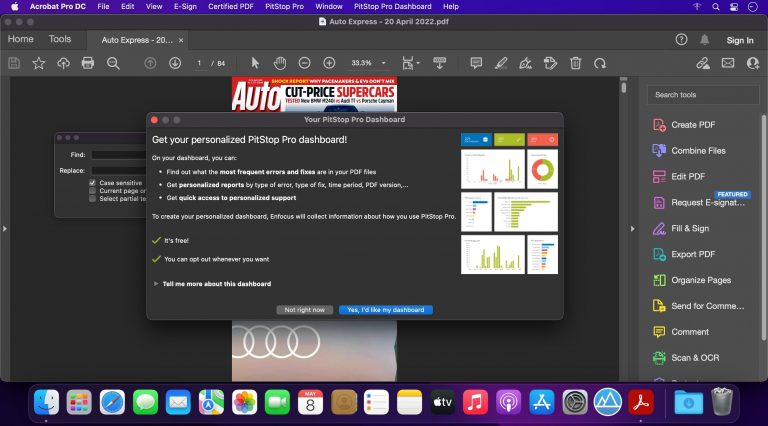 Acrobat Pro DC File Edit View E-Sign Certified PDF PitStop Pro Window PitStop Pro Dashboard Help
Auto Express - 20 April 2022.pdf
Home Tools Auto Express - 20... × Sign In
1 / 84 33.3%
SHOCK REPORT WHY PACEMAKERS & EVs DON'T MIX
Auto CUT-PRICE SUPERCARS
TESTED New BMW M240i vs Audi TT vs Porsche Cayman
Search tools
Create PDF
Combine Files
Edit PDF
FEATURED
Request E-signat...
Fill & Sign
Export PDF
Organize Pages
Send for Comme...
Comment
Scan & OCR
Find:
Replace:
Case sensitive
Current page or
Select partial te
Your PitStop Pro Dashboard
Get your personalized PitStop Pro dashboard!
On your dashboard, you can:
• Find out what the most frequent errors and fixes are in your PDF files
• Get personalized reports by type of error, type of fix, time period, PDF version,...
• Get quick access to personalized support
To create your personalized dashboard, Enfocus will collect information about how you use PitStop Pro.
It's free!
You can opt out whenever you want
Tell me more about this dashboard
Not right now Yes, I'd like my dashboard
MAY
8
tv